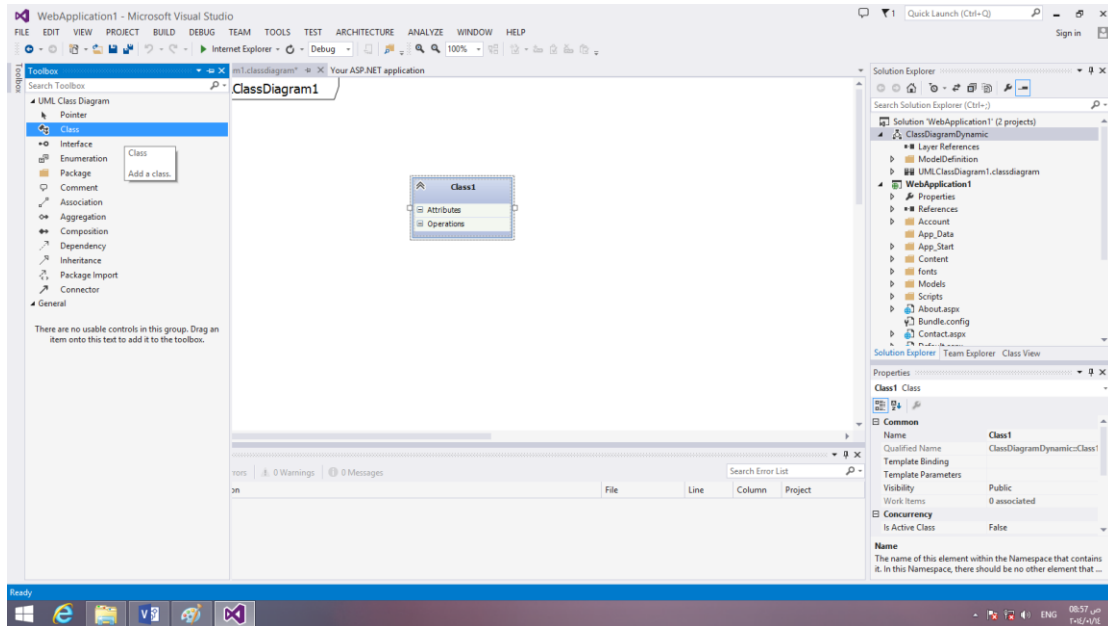 WebApplication1 - Microsoft Visual Studio
1
Quick Launch (Ctrl+Q)
FILE EDIT VIEW PROJECT BUILD DEBUG TEAM TOOLS TEST ARCHITECTURE ANALYZE WINDOW HELP
Sign in
Internet Explorer
Debug
100%
Toolbox
Toolbox
Search Toolbox
UML Class Diagram
Pointer
Class
Interface
Enumeration
Package
Comment
Association
Aggregation
Composition
Dependency
Inheritance
Package Import
Connector
General
There are no usable controls in this group. Drag an
item onto this text to add it to the toolbox.
Class
Add a class.
m1.classdiagram*
Your ASP.NET application
ClassDiagram1
Class1
Attributes
Operations
rors 0 Warnings 0 Messages
Search Error List
on File Line Column Project
Solution Explorer
Search Solution Explorer (Ctrl+;)
Solution 'WebApplication1' (2 projects)
ClassDiagramDynamic
Layer References
ModelDefinition
UMLClassDiagram1.classdiagram
WebApplication1
Properties
References
Account
App_Data
App_Start
Content
fonts
Models
Scripts
About.aspx
Bundle.config
Contact.aspx
Solution Explorer Team Explorer Class View
Properties
Class1 Class
Common
Name Class1
Qualified Name ClassDiagramDynamic::Class1
Template Binding
Template Parameters
Visibility Public
Work Items 0 associated
Concurrency
Is Active Class False
Name
The name of this element within the Namespace that contains
it. In this Namespace, there should be no other element that ...
Ready
ENG
08:57 ص